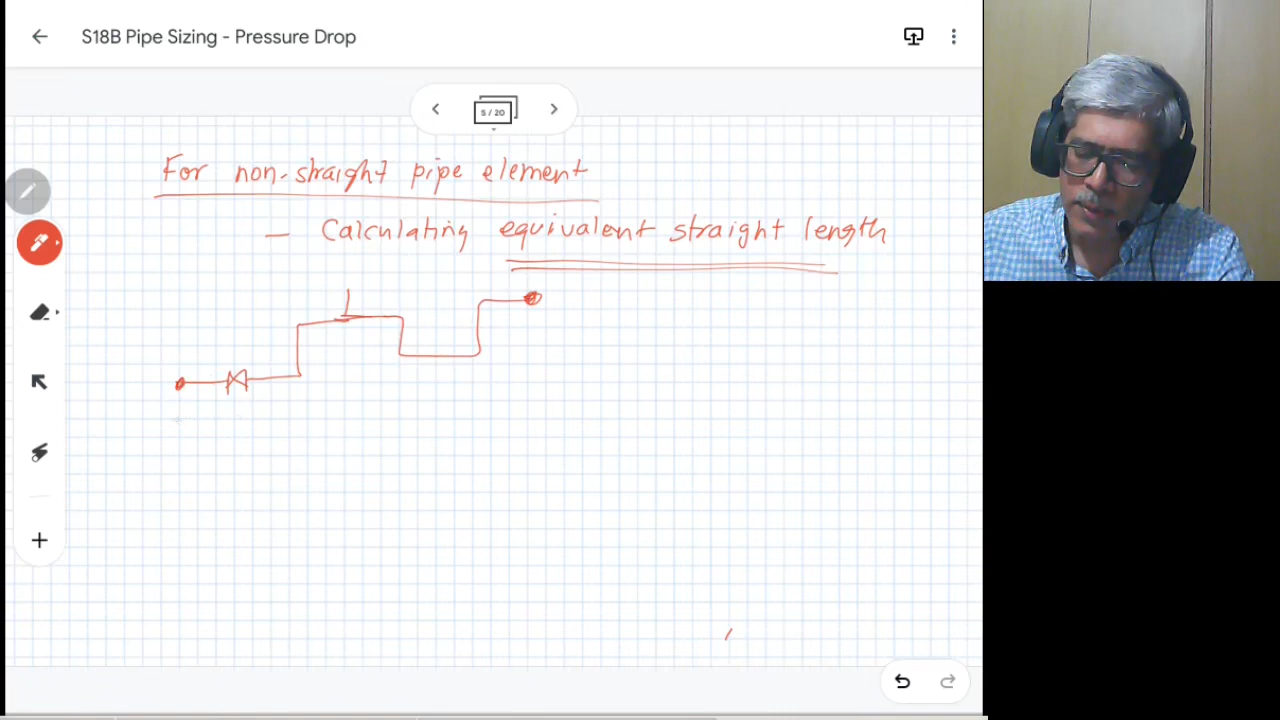 S18B Pipe Sizing - Pressure Drop
5 / 20
For non-straight pipe element
— Calculating equivalent straight length